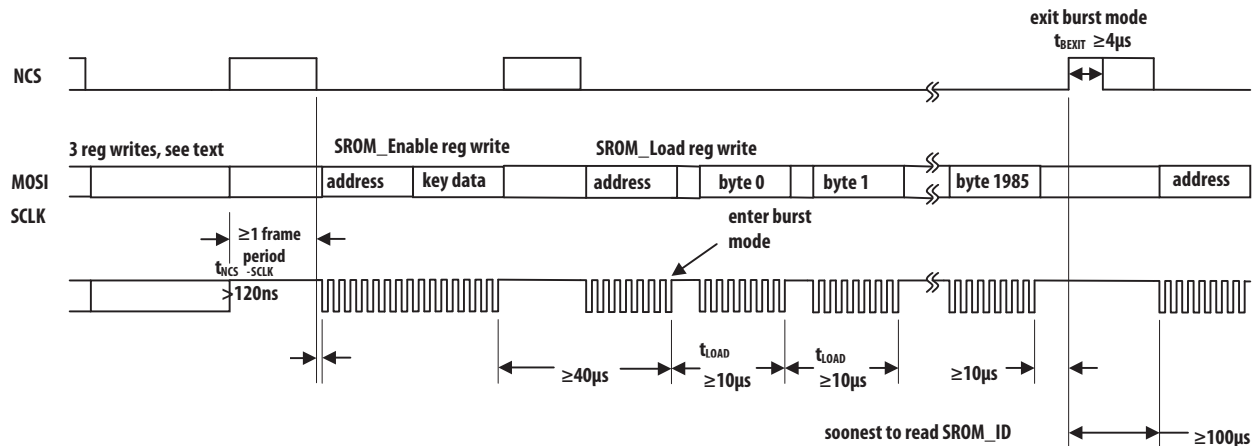 exit burst mode
tBEXIT ≥4µs
NCS
3 reg writes, see text
SROM_Enable reg write
SROM_Load reg write
MOSI
address
key data
address
byte 0
byte 1
byte 1985
address
SCLK
enter burst
mode
≥1 frame
period
tNCS -SCLK
>120ns
≥40µs
tLOAD
≥10µs
tLOAD
≥10µs
≥10µs
soonest to read SROM_ID
≥100µs